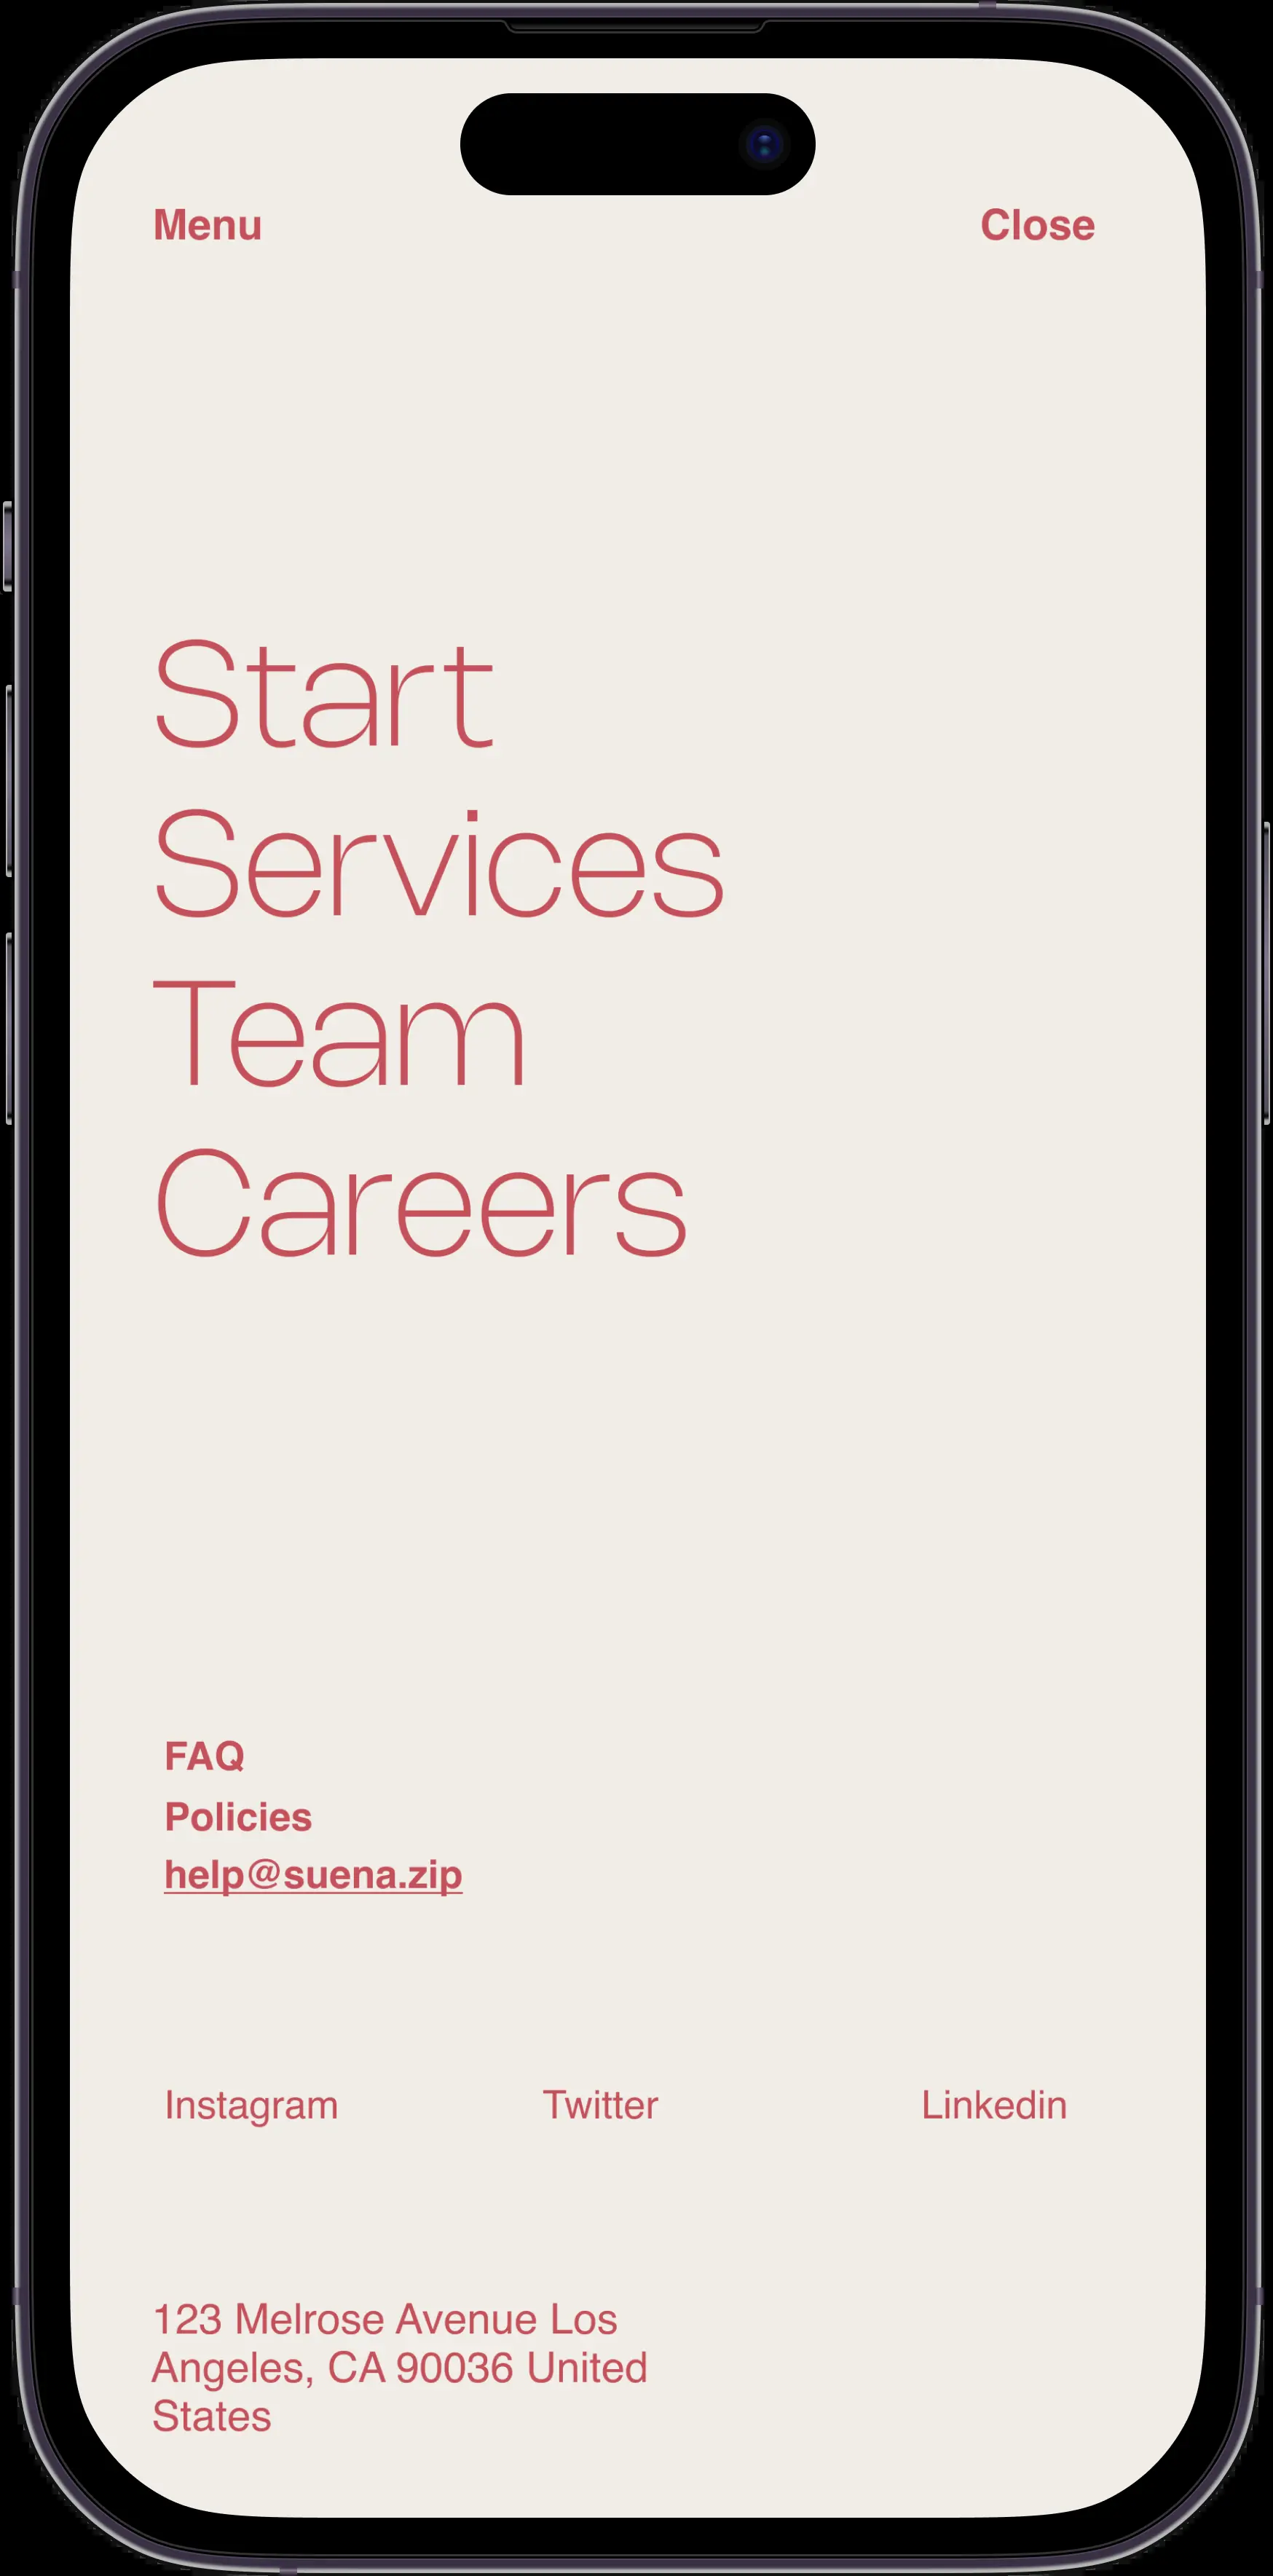 Menu
Close
Start
Services
Team
Careers
FAQ
Policies
help@suena.zip
Instagram
Twitter
Linkedin
123 Melrose Avenue Los
Angeles, CA 90036 United
States